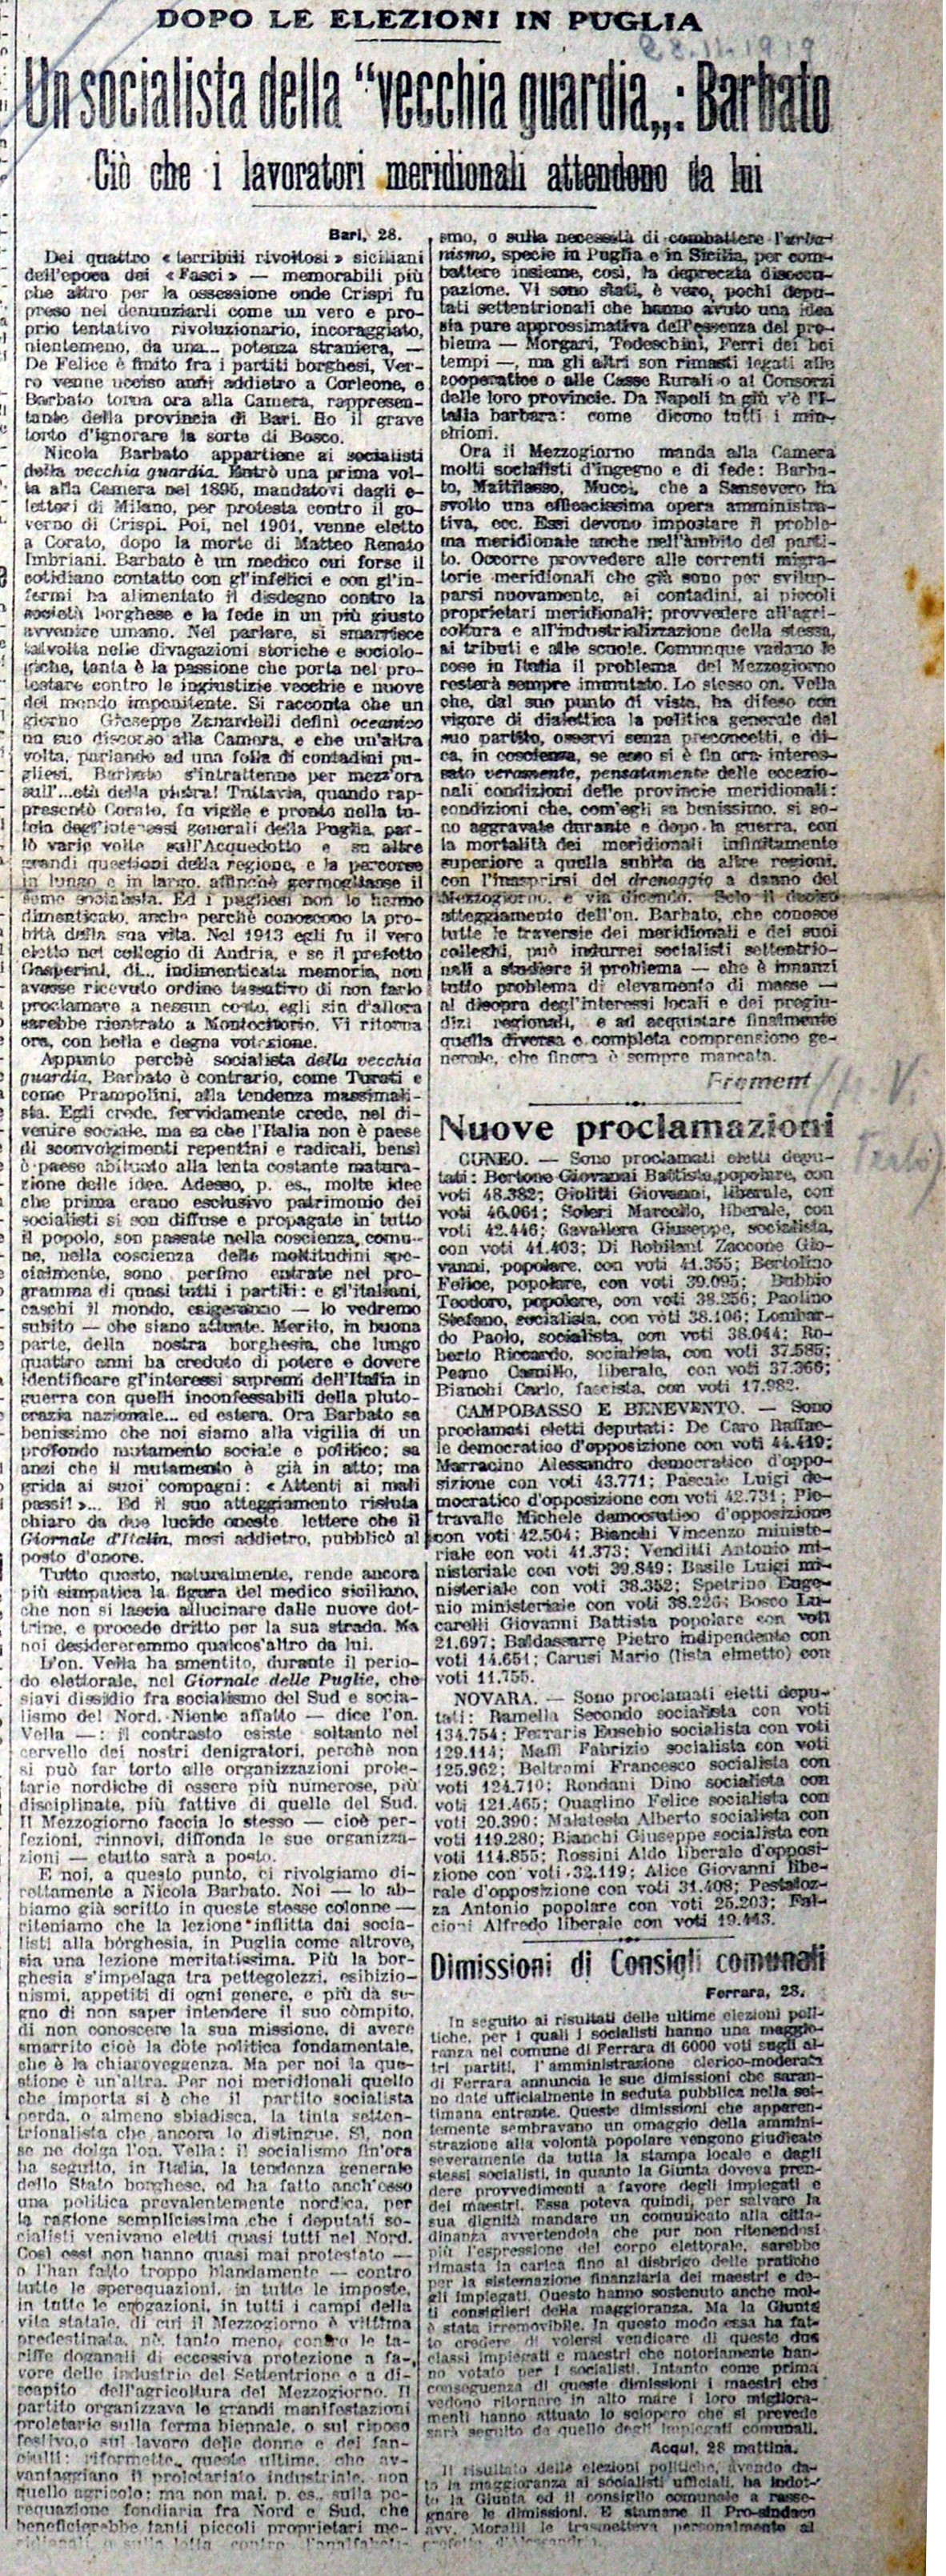 DOPO LE ELEZIONI IN PUGLIA
28.11.1919
Un socialista della "vecchia guardia„: Barbato
Ciò che i lavoratori meridionali attendono da lui
Bari, 28.
Dei quattro « terribili rivoltosi » siciliani
dell'epoca dei « Fasci » — memorabili più
che altro per la ossessione onde Crispi fu
preso nel denunziarli come un vero e pro-
prio tentativo rivoluzionario, incoraggiato,
nientemeno, da una... potenza straniera, —
De Felice è finito fra i partiti borghesi, Ver-
ro venne ucciso anni addietro a Corleone, e
Barbato torna ora alla Camera, rappresen-
tante della provincia di Bari. Ho il grave
torto d'ignorare la sorte di Bosco.
Nicola Barbato appartiene ai socialisti
della vecchia guardia. Entrò una prima vol-
ta alla Camera nel 1895, mandatovi dagli e-
lettori di Milano, per protesta contro il go-
verno di Crispi. Poi, nel 1901, venne eletto
a Corato, dopo la morte di Matteo Renato
Imbriani. Barbato è un medico cui forse il
cotidiano contatto con gl'infelici e con gl'in-
fermi ha alimentato il disdegno contro la
società borghese e la fede in un più giusto
avvenire umano. Nel parlare, si smarrisce
talvolta nelle divagazioni storiche e sociolo-
giche, tanta è la passione che porta nel pro-
testare contro le ingiustizie vecchie e nuove
del mondo impenitente. Si racconta che un
giorno Giuseppe Zanardelli definì oceanico
un suo discorso alla Camera, e che un'altra
volta, parlando ad una folla di contadini pu-
gliesi, Barbato s'intrattenne per mezz'ora
sull'...età della pietra! Tuttavia, quando rap-
presentò Corato, fu vigile e pronto nella tu-
tela degl'interessi generali della Puglia, par-
lò varie volte sull'Acquedotto e su altre
grandi questioni della regione, e la percorse
in lungo e in largo, affinchè germogliasse il
seme socialista. Ed i pugliesi non lo hanno
dimenticato, anche perchè conoscono la pro-
bità della sua vita. Nel 1913 egli fu il vero
eletto nel collegio di Andria, e se il prefetto
Gasperini, di... indimenticata memoria, non
avesse ricevuto ordine tassativo di non farlo
proclamare a nessun costo, egli sin d'allora
sarebbe rientrato a Montecitorio. Vi ritorna
ora, con bella e degna votazione.
Appunto perchè socialista della vecchia
guardia, Barbato è contrario, come Turati e
come Prampolini, alla tendenza massimali-
sta. Egli crede, fervidamente crede, nel di-
venire sociale, ma sa che l'Italia non è paese
di sconvolgimenti repentini e radicali, bensì
è paese abituato alla lenta costante matura-
zione delle idee. Adesso, p. es., molte idee
che prima erano esclusivo patrimonio dei
socialisti si son diffuse e propagate in tutto
il popolo, son passate nella coscienza comu-
ne, nella coscienza delle moltitudini spe-
cialmente, sono perfino entrate nel pro-
gramma di quasi tutti i partiti: e gl'italiani,
caschi il mondo, esigeranno — lo vedremo
subito — che siano attuate. Merito, in buona
parte, della nostra borghesia, che lungo
quattro anni ha creduto di potere e dovere
identificare gl'interessi supremi dell'Italia in
guerra con quelli inconfessabili della pluto-
crazia nazionale... ed estera. Ora Barbato sa
benissimo che noi siamo alla vigilia di un
profondo mutamento sociale e politico; sa
anzi che il mutamento è già in atto; ma
grida ai suoi compagni: « Attenti ai mali
passi! »... Ed il suo atteggiamento risulta
chiaro da due lucide oneste lettere che il
Giornale d'Italia, mesi addietro, pubblicò al
posto d'onore.
Tutto questo, naturalmente, rende ancora
più simpatica la figura del medico siciliano,
che non si lascia allucinare dalle nuove dot-
trine, e procede dritto per la sua strada. Ma
noi desidereremmo qualcos'altro da lui.
L'on. Vella ha smentito, durante il perio-
do elettorale, nel Giornale delle Puglie, che
siavi dissidio fra socialismo del Sud e socia-
lismo del Nord. Niente affatto — dice l'on.
Vella —: il contrasto esiste soltanto nel
cervello dei nostri denigratori, perchè non
si può far torto alle organizzazioni prole-
tarie nordiche di essere più numerose, più
disciplinate, più fattive di quelle del Sud.
Il Mezzogiorno faccia lo stesso — cioè per-
fezioni, rinnovi, diffonda le sue organizza-
zioni — e tutto sarà a posto.
E noi, a questo punto, ci rivolgiamo di-
rettamente a Nicola Barbato. Noi — lo ab-
biamo già scritto in queste stesse colonne —
riteniamo che la lezione inflitta dai socia-
listi alla borghesia, in Puglia come altrove,
sia una lezione meritatissima. Più la bor-
ghesia s'impelaga tra pettegolezzi, esibizio-
nismi, appetiti di ogni genere, e più dà se-
gno di non saper intendere il suo còmpito,
di non conoscere la sua missione, di avere
smarrito cioè la dote politica fondamentale,
che è la chiaroveggenza. Ma per noi la que-
stione è un'altra. Per noi meridionali quello
che importa si è che il partito socialista
perda, o almeno sbiadisca, la tinta setten-
trionalista che ancora lo distingue. Sì, non
se ne dolga l'on. Vella: il socialismo fin'ora
ha seguito, in Italia, la tendenza generale
dello Stato borghese, ed ha fatto anch'esso
una politica prevalentemente nordica, per
la ragione semplicissima che i deputati so-
cialisti venivano eletti quasi tutti nel Nord.
Così essi non hanno quasi mai protestato —
o l'han fatto troppo blandamente — contro
tutte le sperequazioni, in tutte le imposte,
in tutte le erogazioni, in tutti i campi della
vita statale, di cui il Mezzogiorno è vittima
predestinata, nè, tanto meno, contro le ta-
riffe doganali di eccessiva protezione a fa-
vore delle industrie del Settentrione e a di-
scapito dell'agricoltura del Mezzogiorno. Il
partito organizzava le grandi manifestazioni
proletarie sulla ferma biennale, o sul riposo
festivo, o sul lavoro delle donne e dei fan-
ciulli: riformette, queste ultime, che av-
vantaggiano il proletariato industriale, non
quello agricolo; ma non mai, p. es., sulla pe-
requazione fondiaria fra Nord e Sud, che
beneficierebbe tanti piccoli proprietari me-
ridionali, o sulla lotta contro l'analfabeti-
smo, o sulla necessità di combattere l'urba-
nismo, specie in Puglia e in Sicilia, per com-
battere insieme, così, la deprecata disoccu-
pazione. Vi sono stati, è vero, pochi depu-
tati settentrionali che hanno avuto una idea
sia pure approssimativa dell'essenza del pro-
blema — Morgari, Todeschini, Ferri dei bei
tempi —, ma gli altri son rimasti legati alle
cooperative o alle Casse Rurali o ai Consorzi
delle loro provincie. Da Napoli in giù v'è l'I-
talia barbara: come dicono tutti i min-
chioni.
Ora il Mezzogiorno manda alla Camera
molti socialisti d'ingegno e di fede: Barba-
to, Maitilasso, Mucci, che a Sansevero ha
svolto una efficacissima opera amministra-
tiva, ecc. Essi devono impostare il proble-
ma meridionale anche nell'àmbito del parti-
to. Occorre provvedere alle correnti migra-
torie meridionali che già sono per svilup-
parsi nuovamente, ai contadini, ai piccoli
proprietari meridionali; provvedere all'agri-
coltura e all'industrializzazione della stessa,
ai tributi e alle scuole. Comunque vadano le
cose in Italia il problema del Mezzogiorno
resterà sempre immutato. Lo stesso on. Vella
che, dal suo punto di vista, ha difeso con
vigore di dialettica la politica generale del
suo partito, osservi senza preconcetti, e di-
ca, in coscienza, se esso si è fin ora interes-
sato veramente, pensatamente delle eccezio-
nali condizioni delle provincie meridionali:
condizioni che, com'egli sa benissimo, si so-
no aggravate durante e dopo la guerra, con
la mortalità dei meridionali infinitamente
superiore a quella subita da altre regioni,
con l'inasprirsi del drenaggio a danno del
Mezzogiorno, e via dicendo. Solo il deciso
atteggiamento dell'on. Barbato, che conosce
tutte le traversie dei meridionali e dei suoi
colleghi, può indurre i socialisti settentrio-
nali a studiare il problema — che è innanzi
tutto problema di elevamento di masse —
al disopra degl'interessi locali e dei pregiu-
dizi regionali, e ad acquistare finalmente
quella diversa e completa comprensione ge-
nerale, che finora è sempre mancata.
Froment
Nuove proclamazioni
CUNEO. — Sono proclamati eletti depu-
tati: Bertone Giovanni Battista, popolare, con
voti 48.382; Giolitti Giovanni, liberale, con
voti 46.061; Soleri Marcello, liberale, con
voti 42.446; Cavallera Giuseppe, socialista,
con voti 41.403; Di Robilant Zaccone Gio-
vanni, popolare, con voti 41.355; Bertolino
Felice, popolare, con voti 39.095; Bubbio
Teodoro, popolare, con voti 38.256; Paolino
Stefano, socialista, con voti 38.106; Lombar-
do Paolo, socialista, con voti 38.044; Ro-
berto Riccardo, socialista, con voti 37.585;
Peano Camillo, liberale, con voti 37.366;
Bianchi Carlo, fascista, con voti 17.982.
CAMPOBASSO E BENEVENTO. — Sono
proclamati eletti deputati: De Caro Raffae-
le democratico d'opposizione con voti 44.419;
Marracino Alessandro democratico d'oppo-
sizione con voti 43.771; Pascale Luigi de-
mocratico d'opposizione con voti 42.731; Pie-
travalle Michele democratico d'opposizione
con voti 42.504; Bianchi Vincenzo ministe-
riale con voti 41.373; Venditti Antonio mi-
nisteriale con voti 39.849; Basile Luigi mi-
nisteriale con voti 38.352; Spetrino Euge-
nio ministeriale con voti 38.226; Bosco Lu-
carelli Giovanni Battista popolare con voti
21.697; Baldassarre Pietro indipendente con
voti 14.651; Carusi Mario (lista elmetto) con
voti 11.755.
NOVARA. — Sono proclamati eletti depu-
tati: Ramella Secondo socialista con voti
134.754; Ferraris Eusebio socialista con voti
129.114; Maffi Fabrizio socialista con voti
125.962; Beltrami Francesco socialista con
voti 124.710; Rondani Dino socialista con
voti 121.465; Quaglino Felice socialista con
voti 20.390; Malatesta Alberto socialista con
voti 119.280; Bianchi Giuseppe socialista con
voti 114.855; Rossini Aldo liberale d'opposi-
zione con voti 32.119; Alice Giovanni libe-
rale d'opposizione con voti 31.408; Pestaloz-
za Antonio popolare con voti 25.203; Fal-
cioni Alfredo liberale con voti 19.443.
Dimissioni di Consigli comunali
Ferrara, 28.
In seguito ai risultati delle ultime elezioni poli-
tiche, per i quali i socialisti hanno una maggio-
ranza nel comune di Ferrara di 6000 voti sugli al-
tri partiti, l'amministrazione clerico-moderata
di Ferrara annuncia le sue dimissioni che saran-
no date ufficialmente in seduta pubblica nella set-
timana entrante. Queste dimissioni che apparen-
temente sembravano un omaggio della ammini-
strazione alla volontà popolare vengono giudicate
severamente da tutta la stampa locale e dagli
stessi socialisti, in quanto la Giunta doveva pren-
dere provvedimenti a favore degli impiegati e
dei maestri. Essa poteva quindi, per salvare la
sua dignità mandare un comunicato alla citta-
dinanza avvertendola che pur non ritenendosi
più l'espressione del corpo elettorale, sarebbe
rimasta in carica fino al disbrigo delle pratiche
per la sistemazione finanziaria dei maestri e de-
gli impiegati. Questo hanno sostenuto anche mol-
ti consiglieri della maggioranza. Ma la Giunta
è stata irremovibile. In questo modo essa ha fat-
to credere di volersi vendicare di queste due
classi impiegati e maestri che notoriamente han-
no votato per i socialisti. Intanto come prima
conseguenza di queste dimissioni i maestri che
vedono ritornare in alto mare i loro migliora-
menti hanno attuato lo sciopero che si prevede
sarà seguito da quello degli impiegati comunali.
Acqui, 28 mattina.
Il risultato delle elezioni politiche, avendo da-
to la maggioranza ai socialisti ufficiali, ha indot-
to la Giunta ed il consiglio comunale a rasse-
gnare le dimissioni. E stamane il Pro-sindaco
avv. Moralli le trasmetteva personalmente al